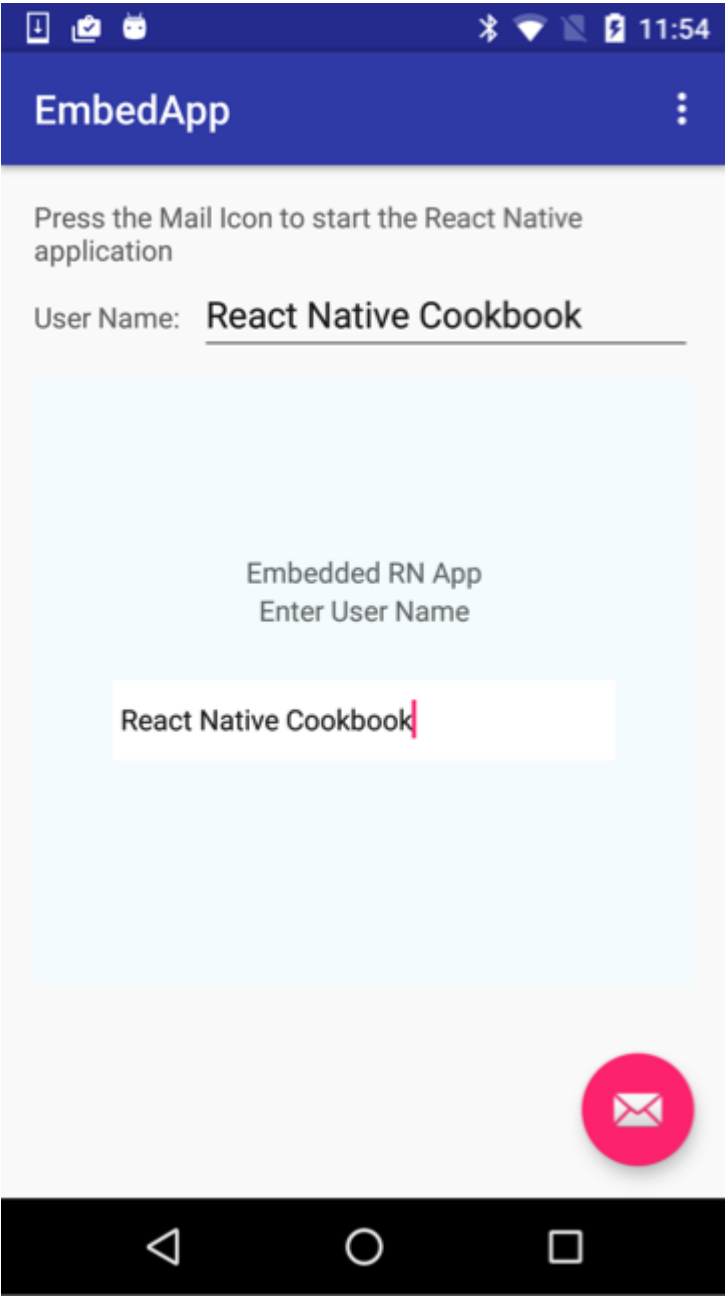 11:54
EmbedApp
Press the Mail Icon to start the React Native
application
User Name: React Native Cookbook
Embedded RN App
Enter User Name
React Native Cookbook